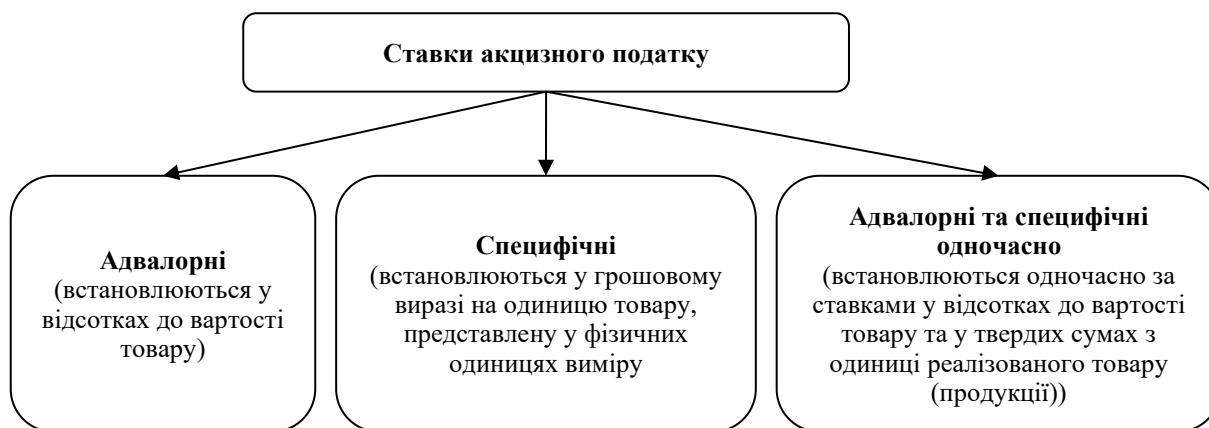 Ставки акцизного податку
Адвалорні
(встановлюються у
відсотках до вартості
товару)
Специфічні
(встановлюються у грошовому
виразі на одиницю товару,
представлену у фізичних
одиницях виміру
Адвалорні та специфічні
одночасно
(встановлюються одночасно за
ставками у відсотках до вартості
товару та у твердих сумах з
одиниці реалізованого товару
(продукції))